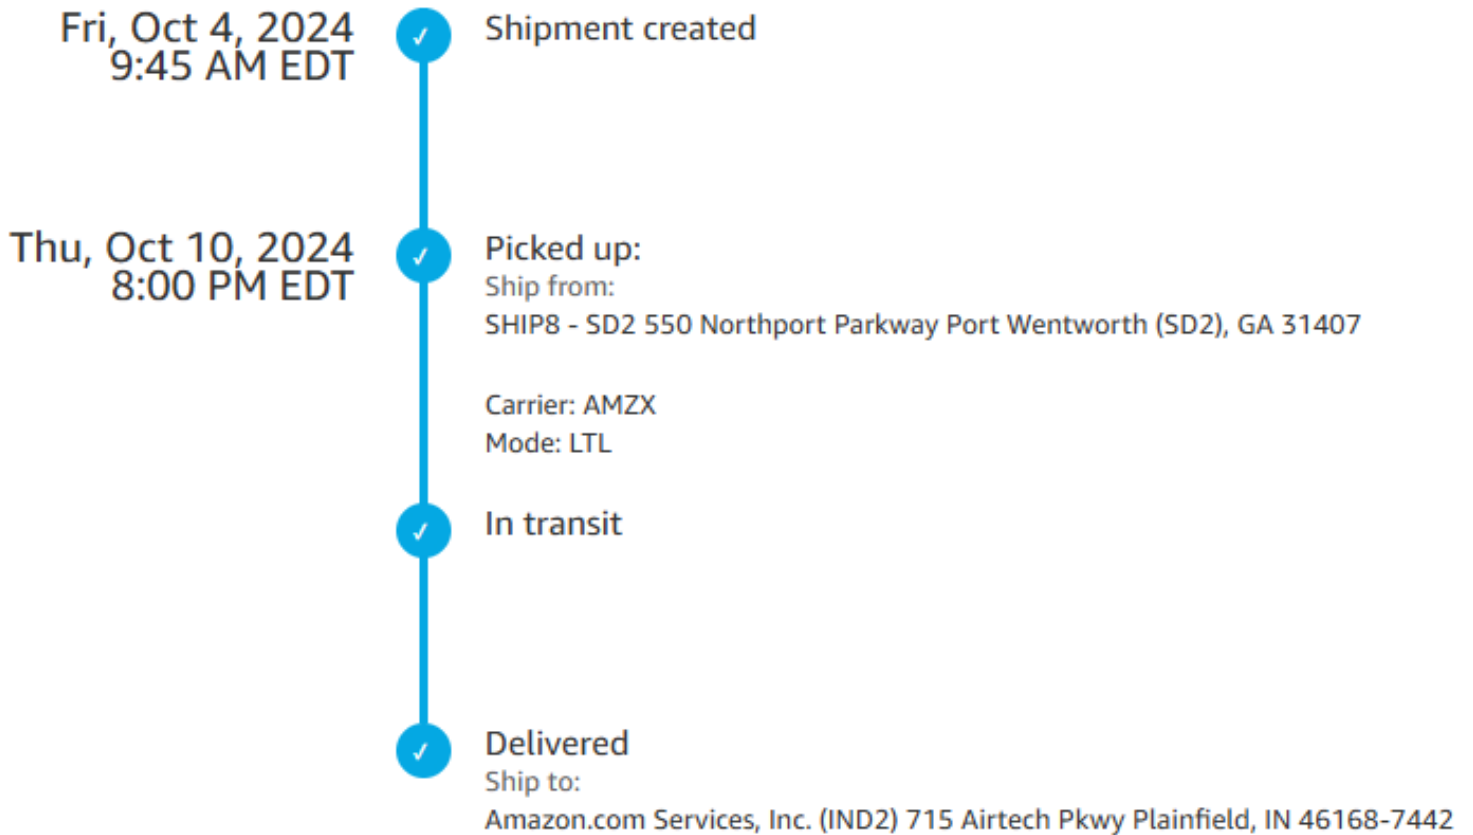 Fri, Oct 4, 2024
9:45 AM EDT
Shipment created
Thu, Oct 10, 2024
8:00 PM EDT
Picked up:
Ship from:
SHIP8 - SD2 550 Northport Parkway Port Wentworth (SD2), GA 31407
Carrier: AMZX
Mode: LTL
In transit
Delivered
Ship to:
Amazon.com Services, Inc. (IND2) 715 Airtech Pkwy Plainfield, IN 46168-7442